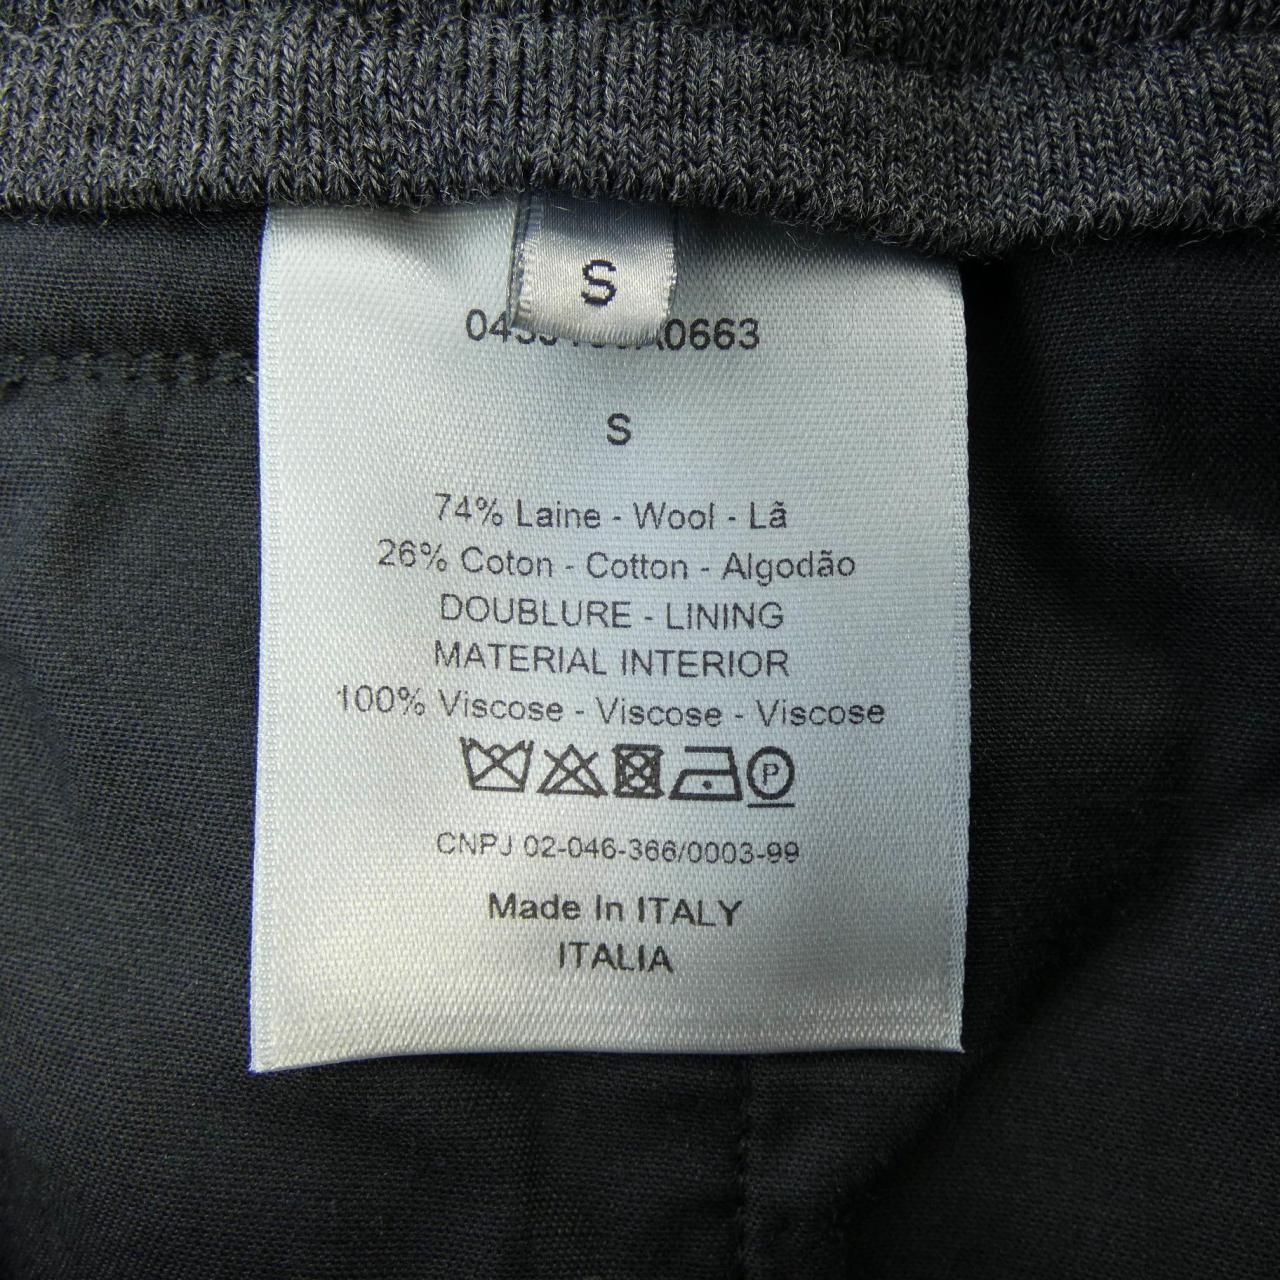 S
S
74% Laine - Wool - Lã
26% Coton - Cotton - Algodão
DOUBLURE - LINING
MATERIAL INTERIOR
100% Viscose - Viscose - Viscose
P
CNPJ 02-046-366/0003-99
Made In ITALY
ITALIA